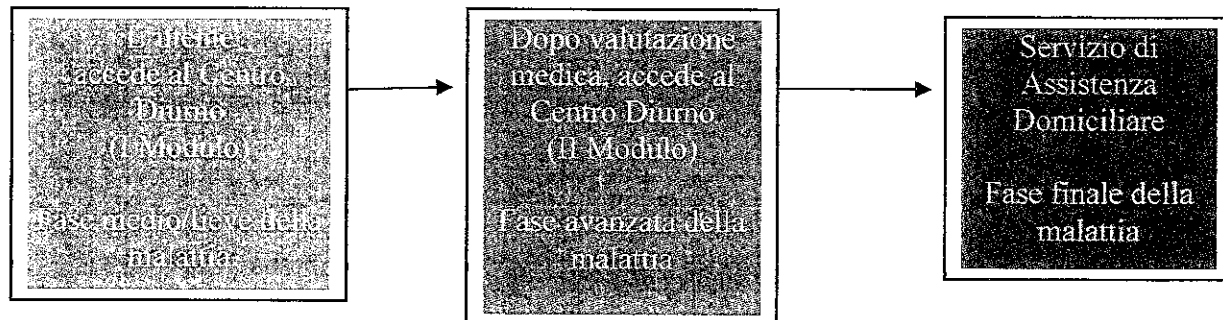 L'utente
accede al Centro
Diurno
(I Modulo)
Fase medio/lieve della
malattia
Dopo valutazione
medica, accede al
Centro Diurno
(II Modulo)
Fase avanzata della
malattia
Servizio di
Assistenza
Domiciliare
Fase finale della
malattia